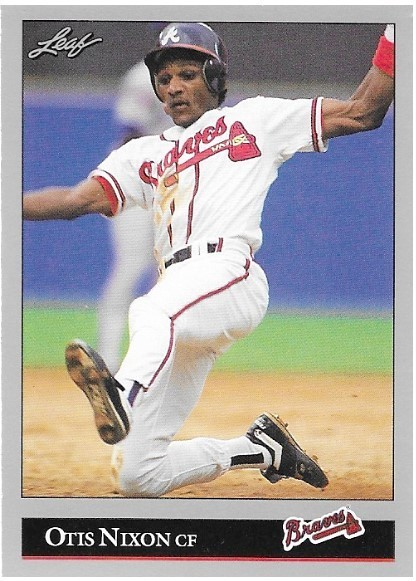 Leaf
A
Braves
OTIS NIXON CF
Braves